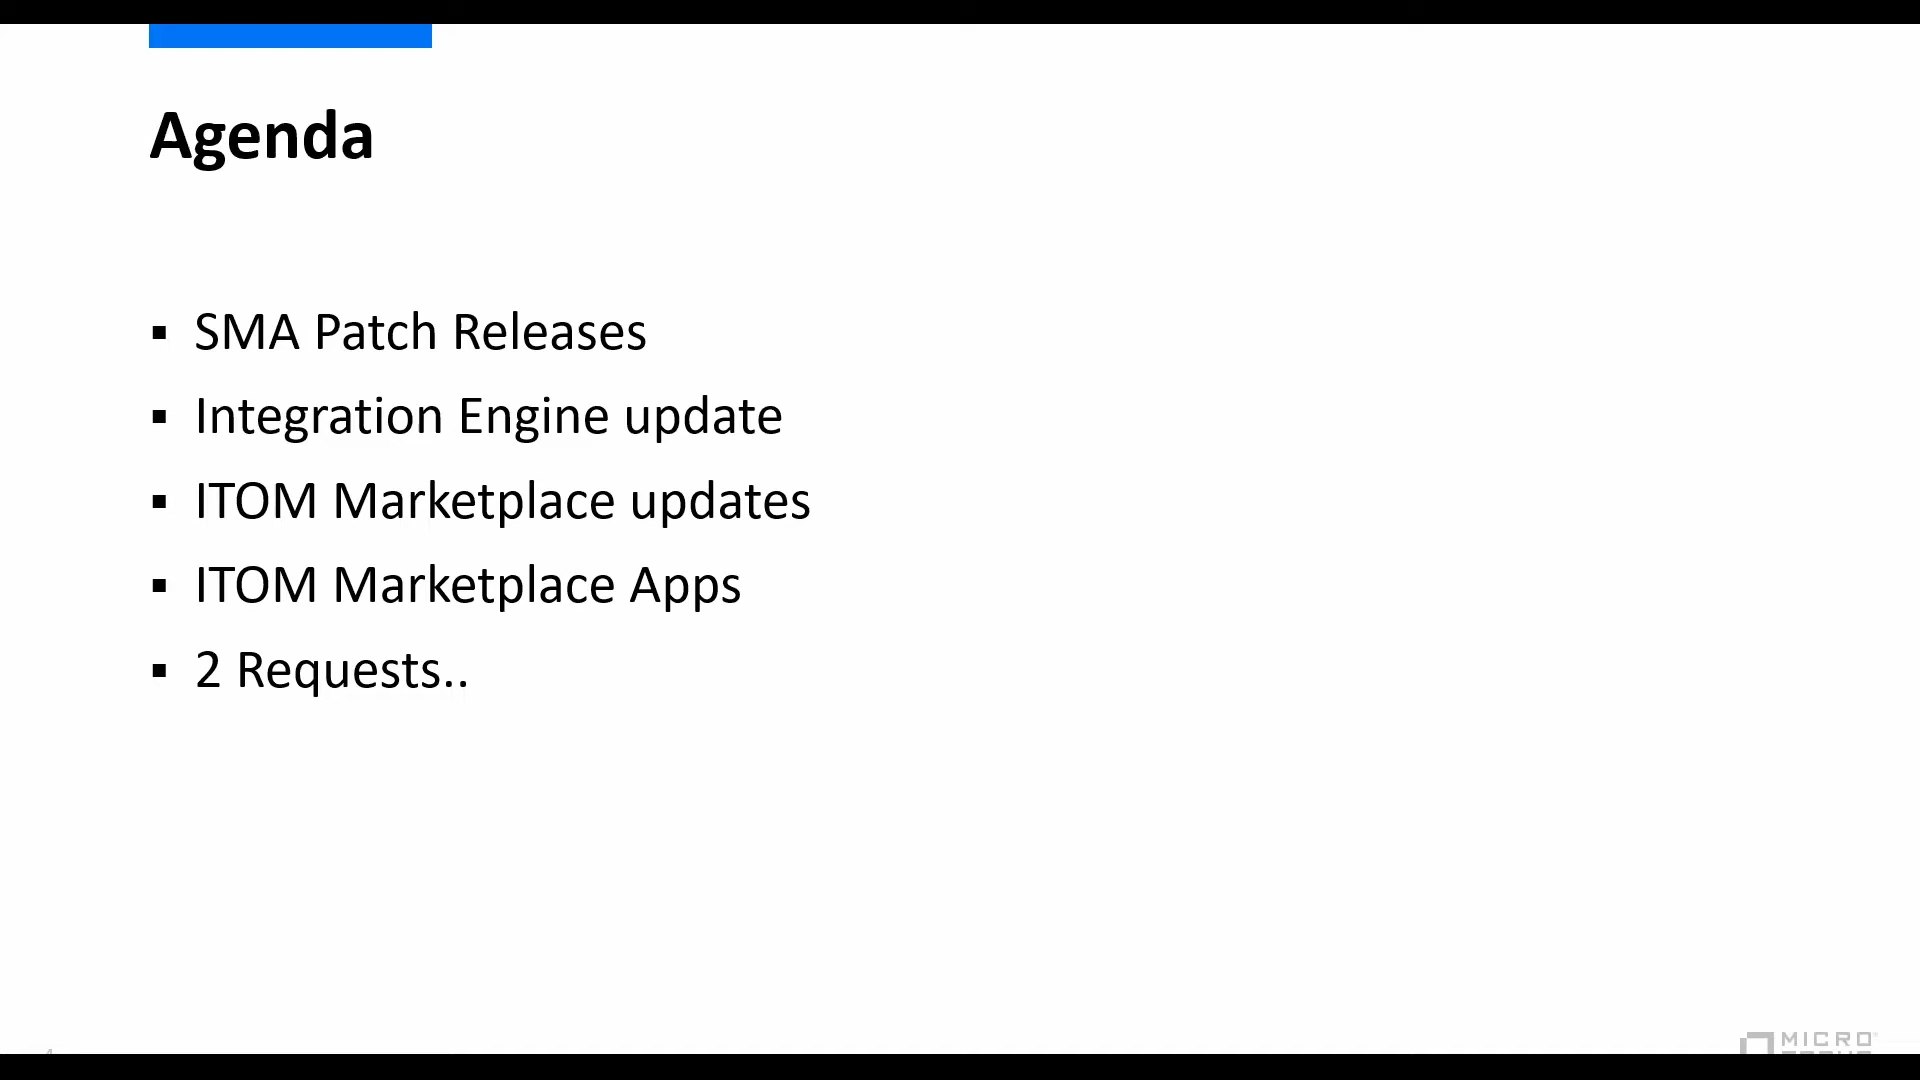 Agenda
▪ SMA Patch Releases
▪ Integration Engine update
▪ ITOM Marketplace updates
▪ ITOM Marketplace Apps
▪ 2 Requests..
MICRO